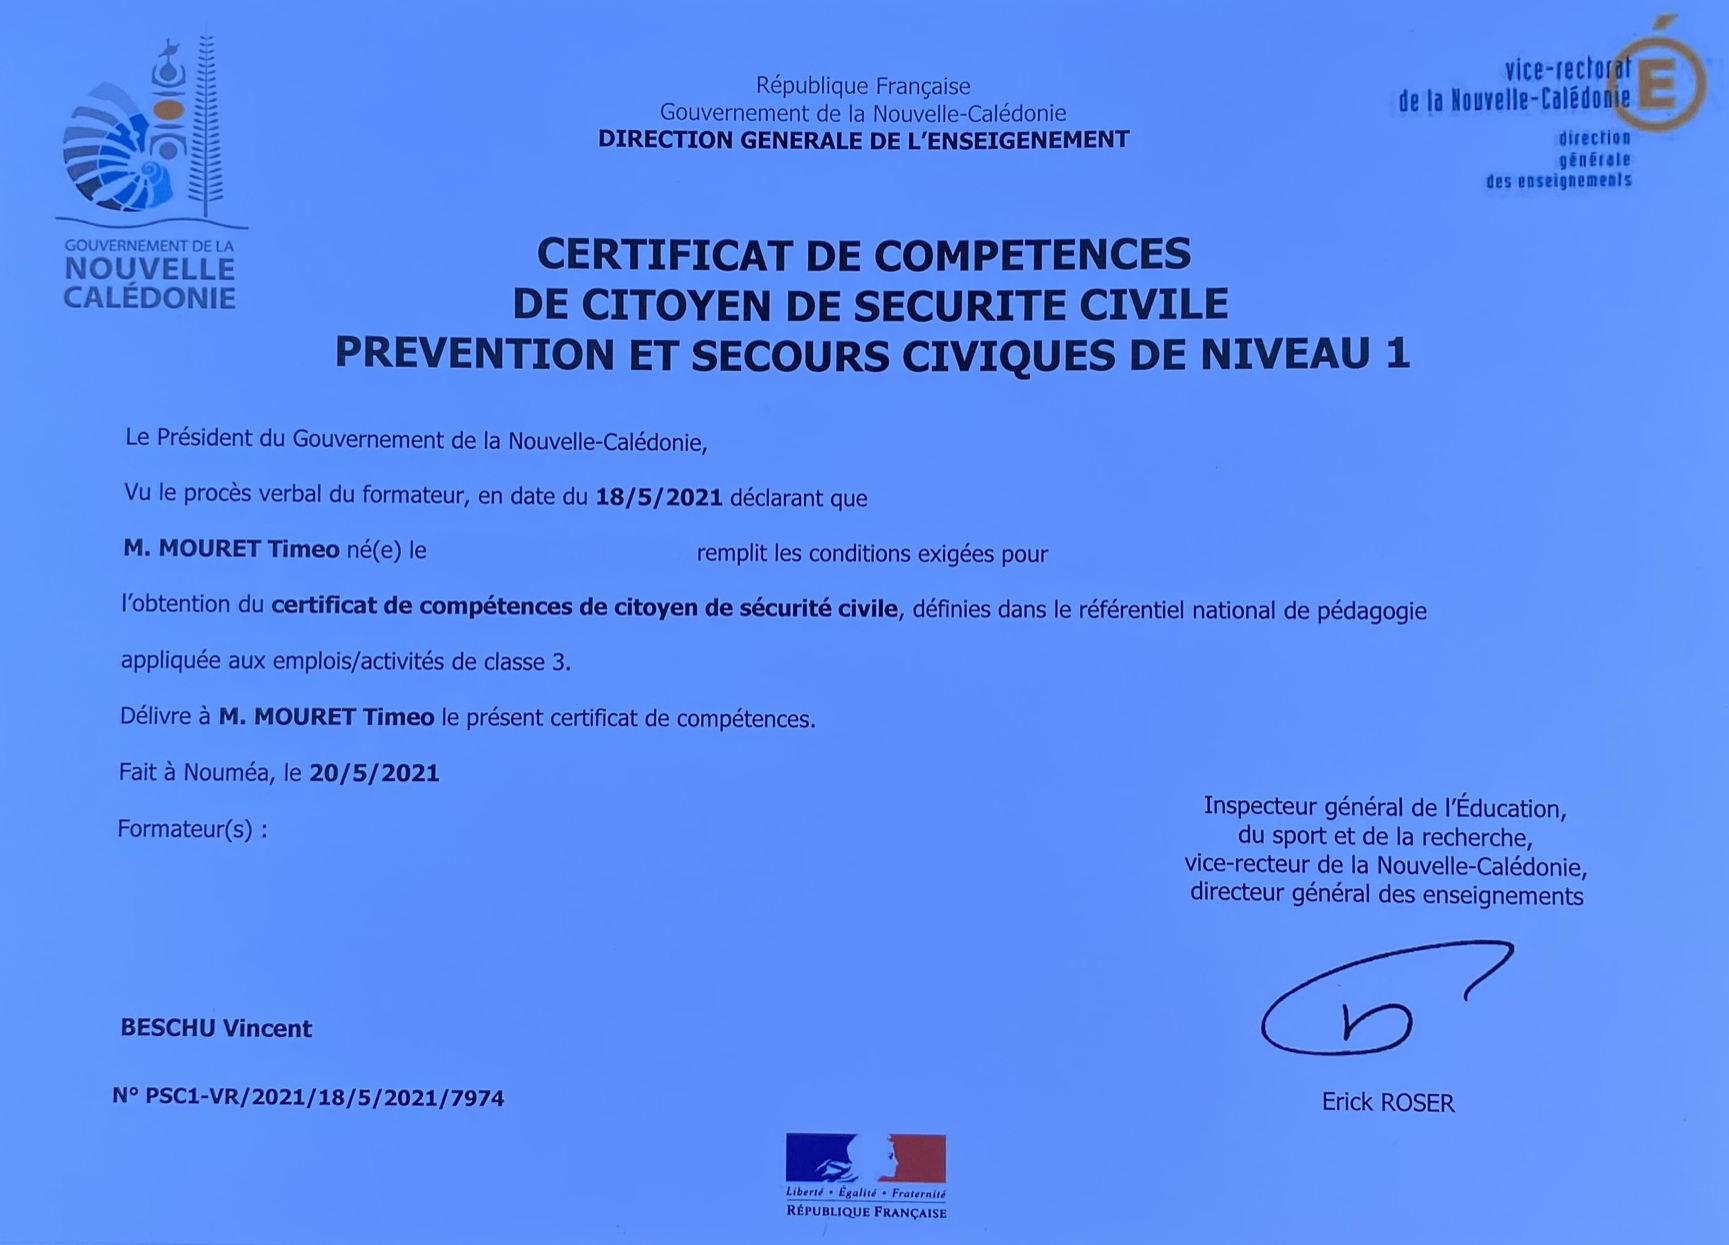 République Française
Gouvernement de la Nouvelle-Calédonie
DIRECTION GENERALE DE L'ENSEIGENEMENT
vice-rectorat
de la Nouvelle-Calédonie
É
direction
générale
des enseignements
GOUVERNEMENT DE LA
NOUVELLE
CALÉDONIE
CERTIFICAT DE COMPETENCES
DE CITOYEN DE SECURITE CIVILE
PREVENTION ET SECOURS CIVIQUES DE NIVEAU 1
Le Président du Gouvernement de la Nouvelle-Calédonie,
Vu le procès verbal du formateur, en date du 18/5/2021 déclarant que
M. MOURET Timeo né(e) le remplit les conditions exigées pour
l'obtention du certificat de compétences de citoyen de sécurité civile, définies dans le référentiel national de pédagogie
appliquée aux emplois/activités de classe 3.
Délivre à M. MOURET Timeo le présent certificat de compétences.
Fait à Nouméa, le 20/5/2021
Formateur(s) :
Inspecteur général de l'Éducation,
du sport et de la recherche,
vice-recteur de la Nouvelle-Calédonie,
directeur général des enseignements
BESCHU Vincent
N° PSC1-VR/2021/18/5/2021/7974
Erick ROSER
Liberté • Égalité • Fraternité
RÉPUBLIQUE FRANÇAISE